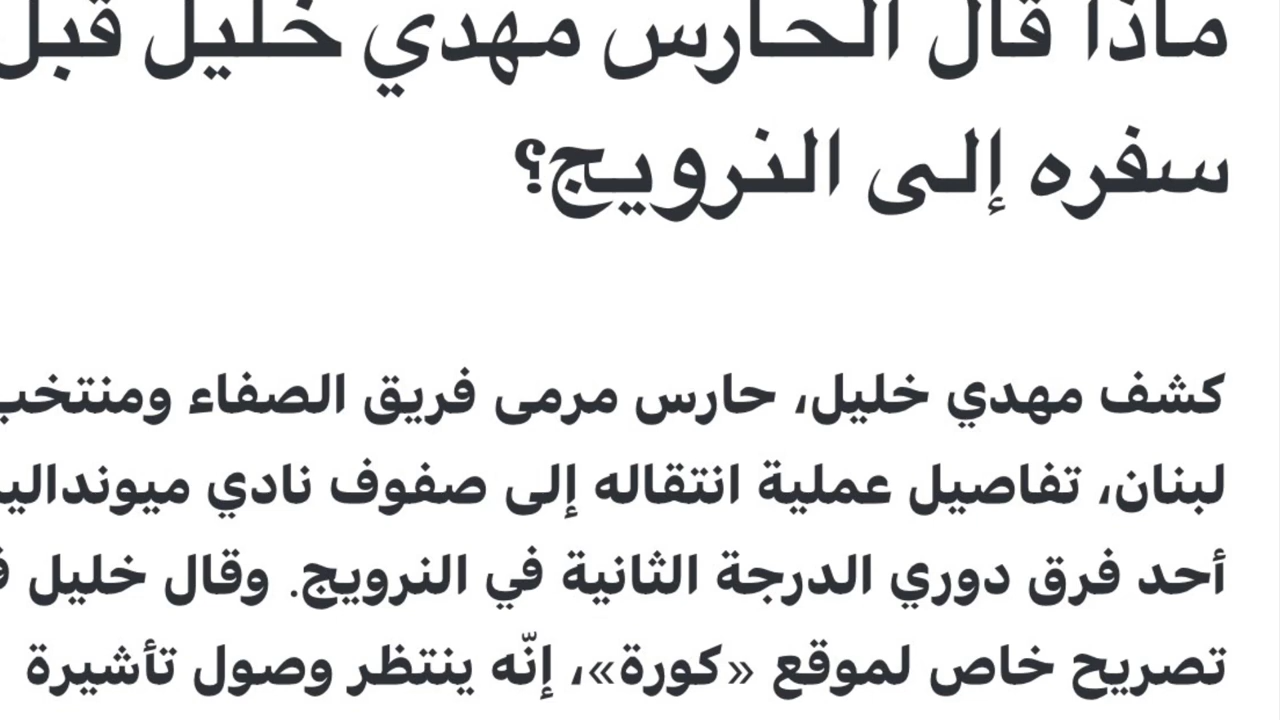 ماذا قال الحارس مهدي خليل قبل
سفره إلى النرويج؟
كشف مهدي خليل، حارس مرمى فريق الصفاء ومنتخب
لبنان، تفاصيل عملية انتقاله إلى صفوف نادي
أحد فرق دوري الدرجة الثانية في النرويج. وقال خليل
تصريح خاص لموقع «كورة»، إنّه ينتظر وصول تأشيرة